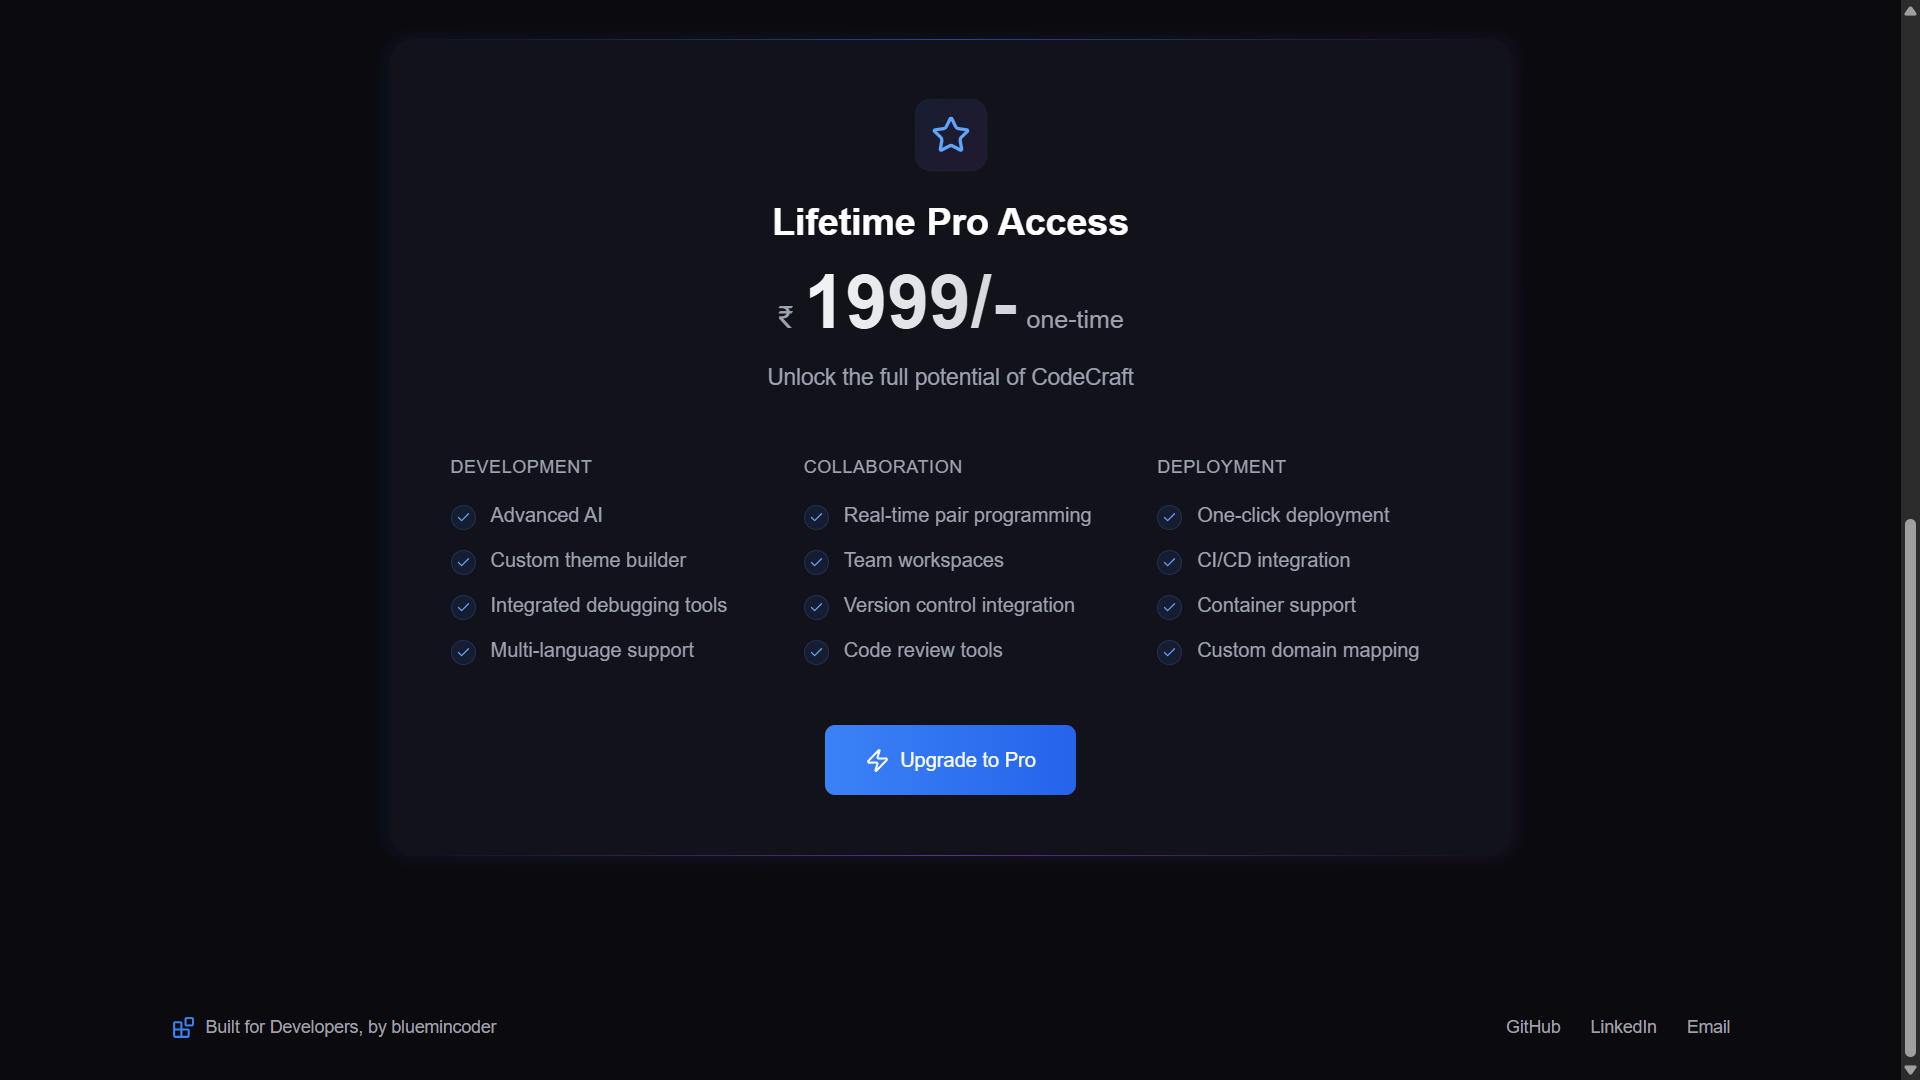 Lifetime Pro Access
₹ 1999/- one-time
Unlock the full potential of CodeCraft
DEVELOPMENT
Advanced AI
Custom theme builder
Integrated debugging tools
Multi-language support
COLLABORATION
Real-time pair programming
Team workspaces
Version control integration
Code review tools
DEPLOYMENT
One-click deployment
CI/CD integration
Container support
Custom domain mapping
Upgrade to Pro
Built for Developers, by bluemincoder
GitHub LinkedIn Email